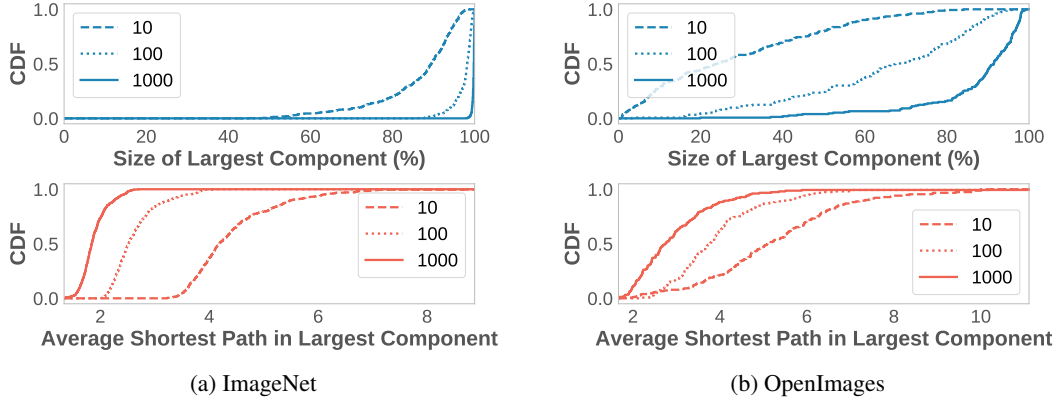 CDF
1.0
0.5
0.0
10
100
1000
0 20 40 60 80 100
Size of Largest Component (%)
CDF
1.0
0.5
0.0
10
100
1000
2 4 6 8
Average Shortest Path in Largest Component
(a) ImageNet
CDF
1.0
0.5
0.0
10
100
1000
0 20 40 60 80 100
Size of Largest Component (%)
CDF
1.0
0.5
0.0
10
100
1000
2 4 6 8 10
Average Shortest Path in Largest Component
(b) OpenImages